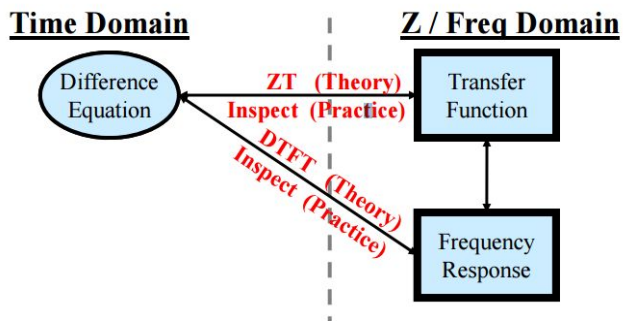 Time Domain
Z / Freq Domain
Difference
Equation
ZT (Theory)
Inspect (Practice)
Transfer
Function
DTFT (Theory)
Inspect (Practice)
Frequency
Response